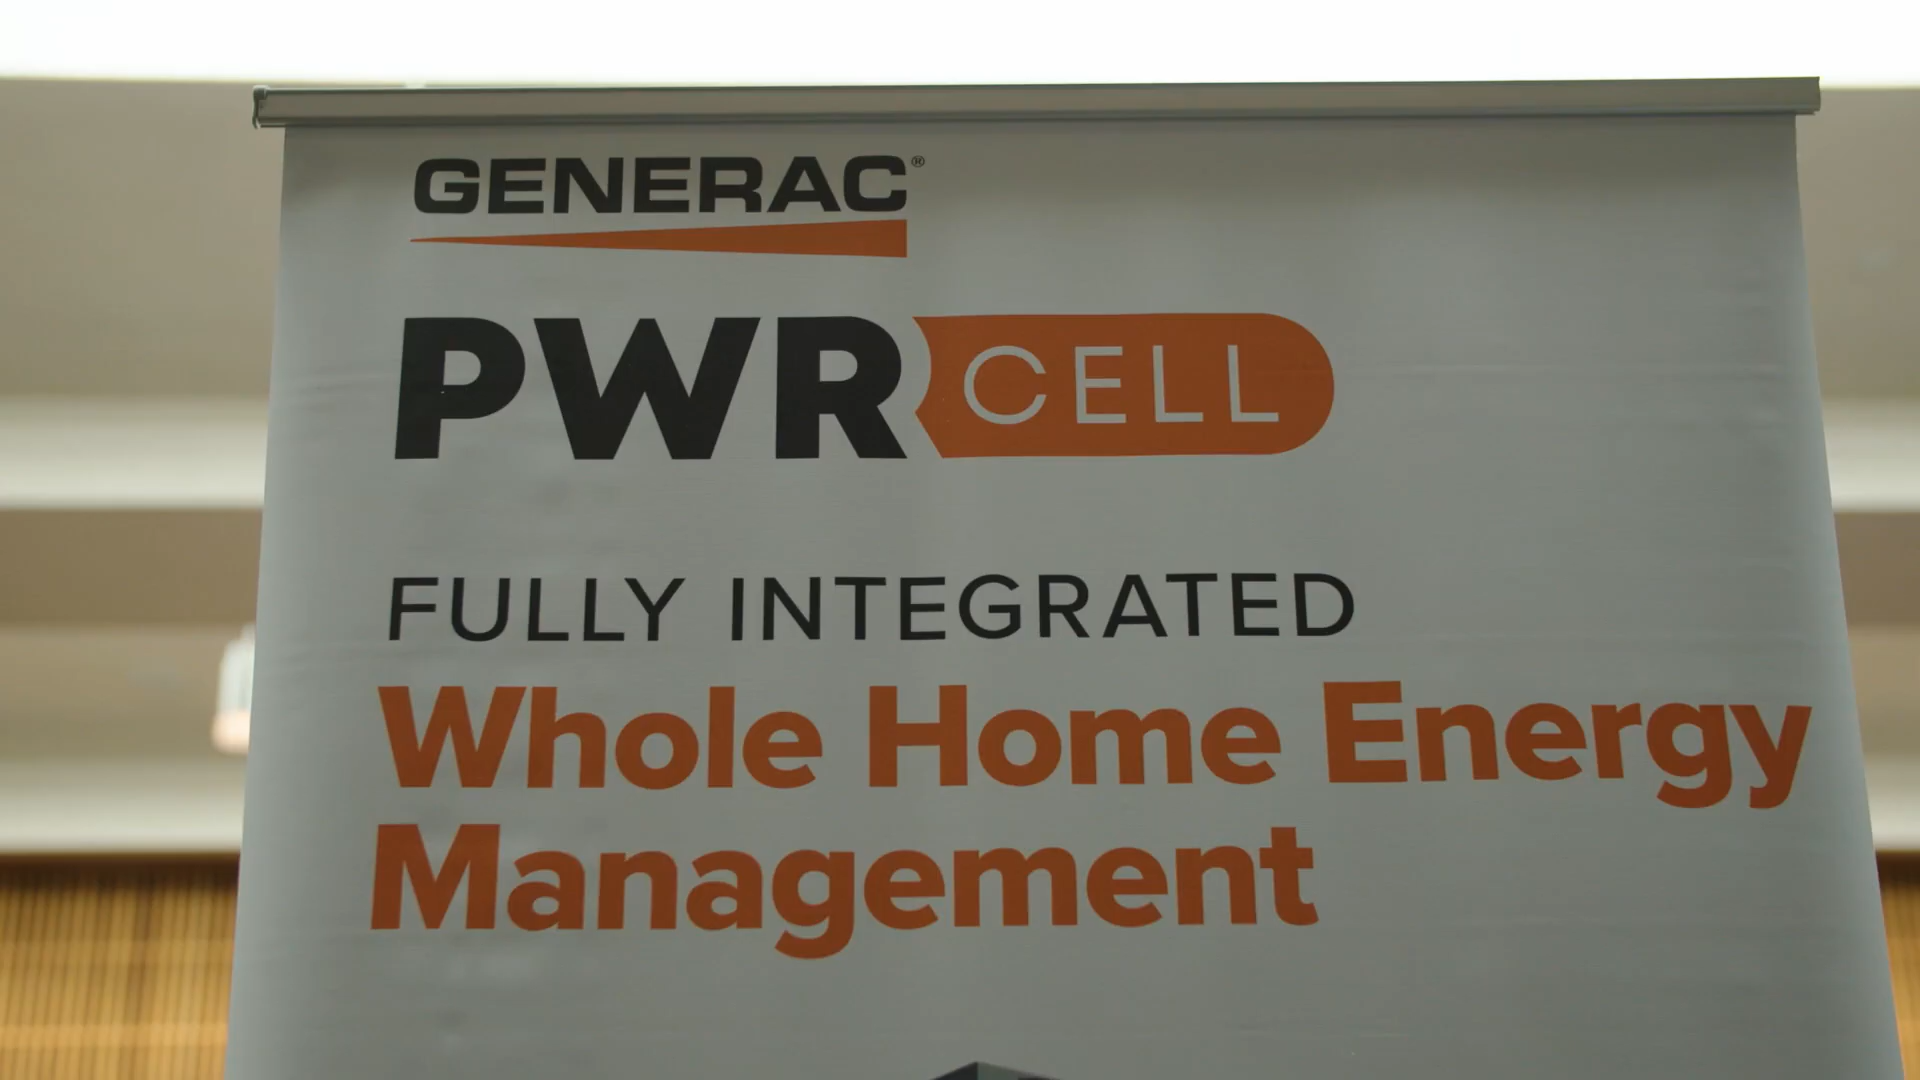 GENERAC®
PWR CELL
FULLY INTEGRATED
Whole Home Energy
Management